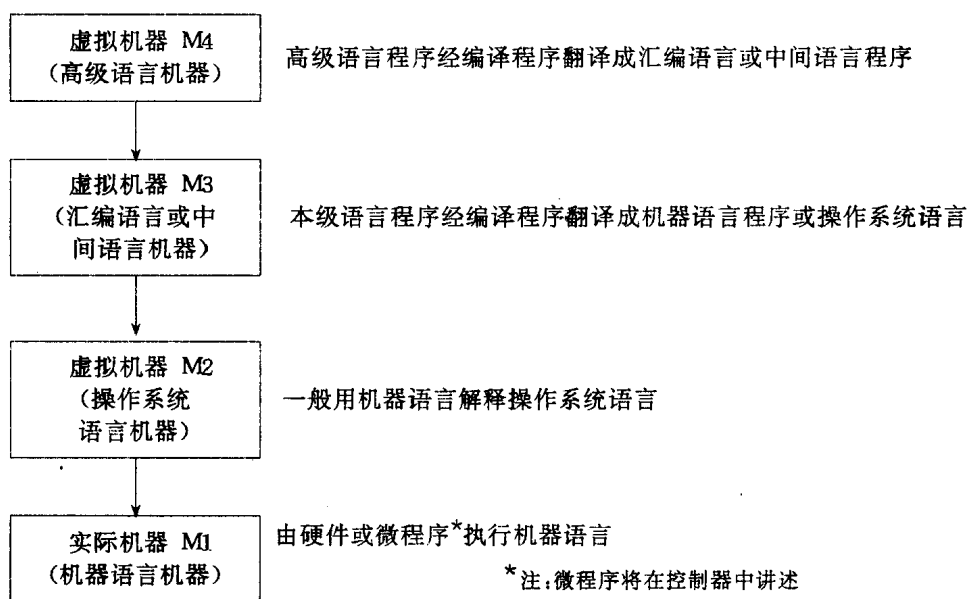 虚拟机器 M4
(高级语言机器)
高级语言程序经编译程序翻译成汇编语言或中间语言程序
虚拟机器 M3
(汇编语言或中
间语言机器)
本级语言程序经编译程序翻译成机器语言程序或操作系统语言
虚拟机器 M2
(操作系统
语言机器)
一般用机器语言解释操作系统语言
实际机器 M1
(机器语言机器)
由硬件或微程序*执行机器语言
*注:微程序将在控制器中讲述